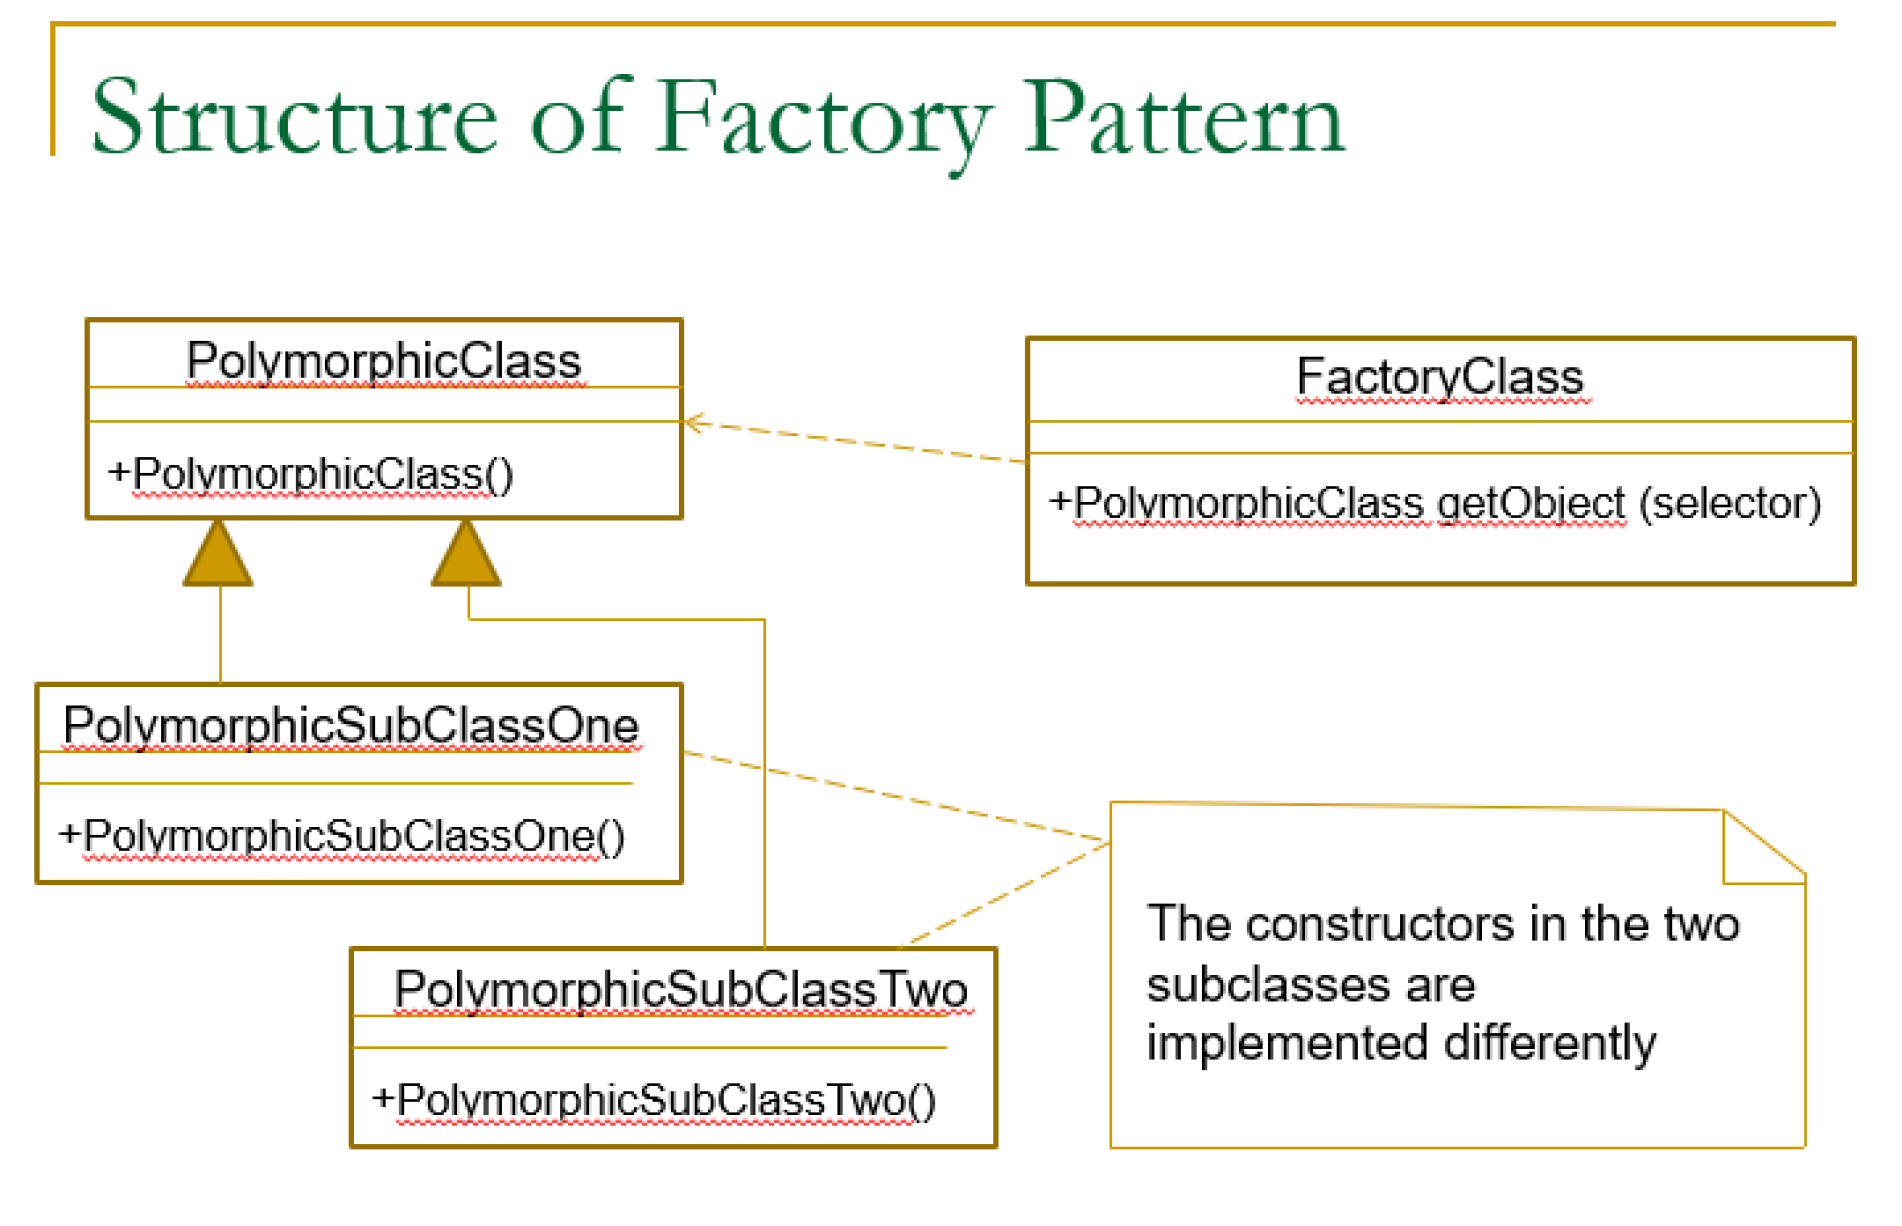 Structure of Factory Pattern
PolymorphicClass
+PolymorphicClass()
FactoryClass
+PolymorphicClass getObject (selector)
PolymorphicSubClassOne
+PolymorphicSubClassOne()
PolymorphicSubClassTwo
+PolymorphicSubClassTwo()
The constructors in the two
subclasses are
implemented differently